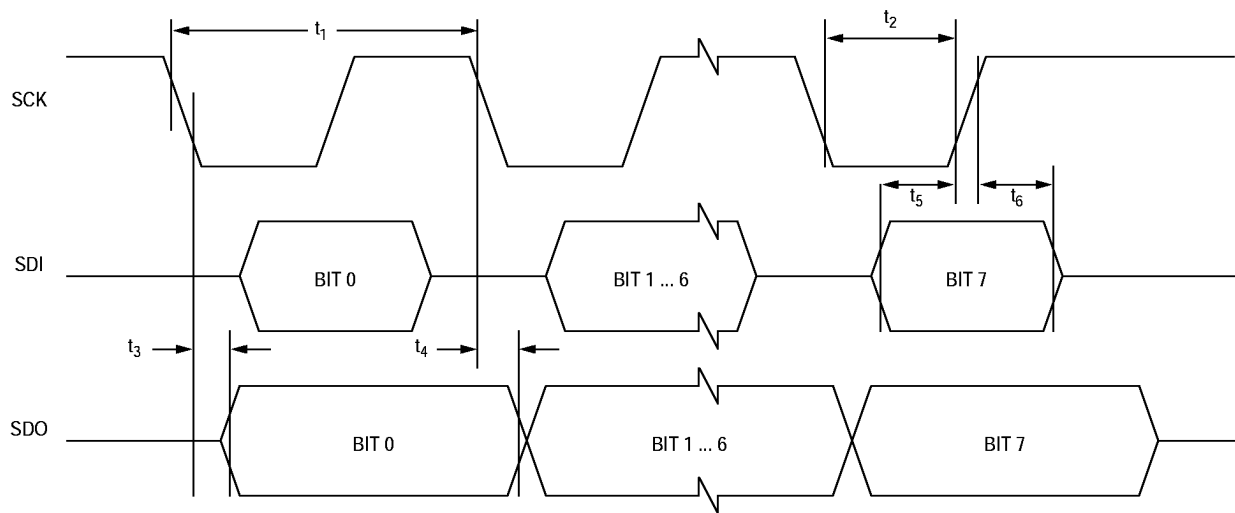 t1
t2
SCK
t5
t6
SDI
BIT 0
BIT 1 ... 6
BIT 7
t3
t4
SDO
BIT 0
BIT 1 ... 6
BIT 7